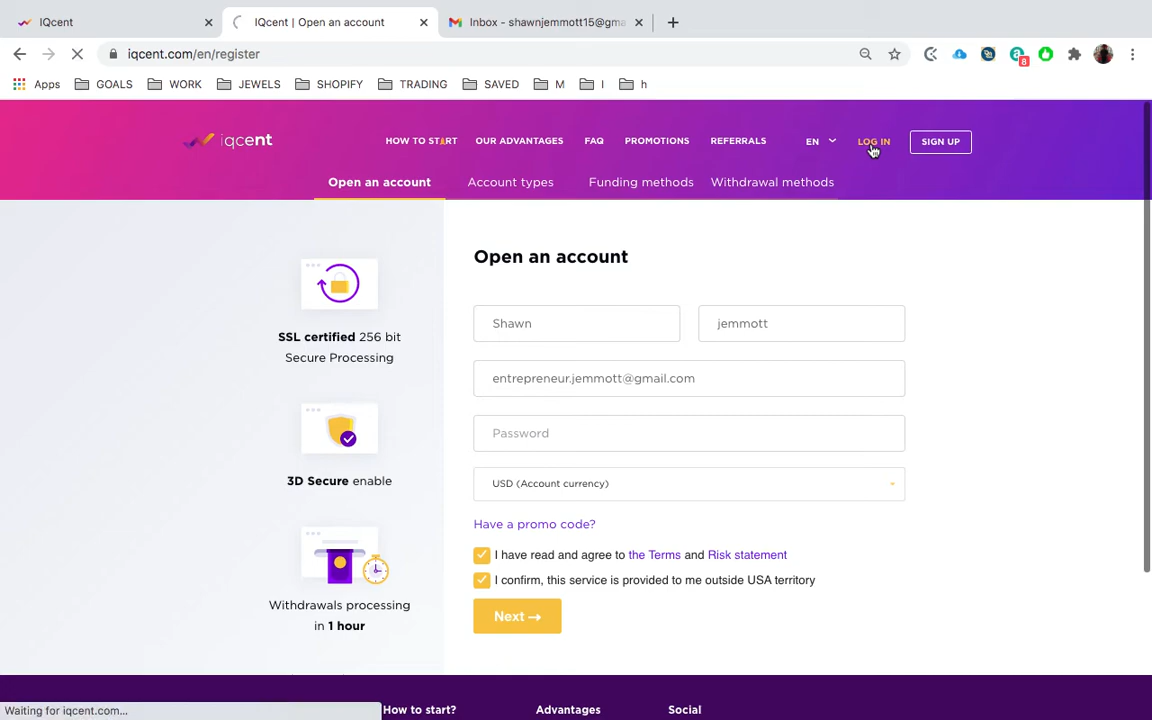 IQcent
IQcent | Open an account
Inbox - shawnjemmott15@gma
iqcent.com/en/register
8
Apps GOALS WORK JEWELS SHOPIFY TRADING SAVED M I h
iqcent
HOW TO START OUR ADVANTAGES FAQ PROMOTIONS REFERRALS EN LOG IN SIGN UP
Open an account Account types Funding methods Withdrawal methods
Open an account
Shawn jemmott
entrepreneur.jemmott@gmail.com
Password
USD (Account currency)
Have a promo code?
I have read and agree to the Terms and Risk statement
I confirm, this service is provided to me outside USA territory
Next →
SSL certified 256 bit
Secure Processing
3D Secure enable
Withdrawals processing
in 1 hour
How to start? Advantages Social
Waiting for iqcent.com...